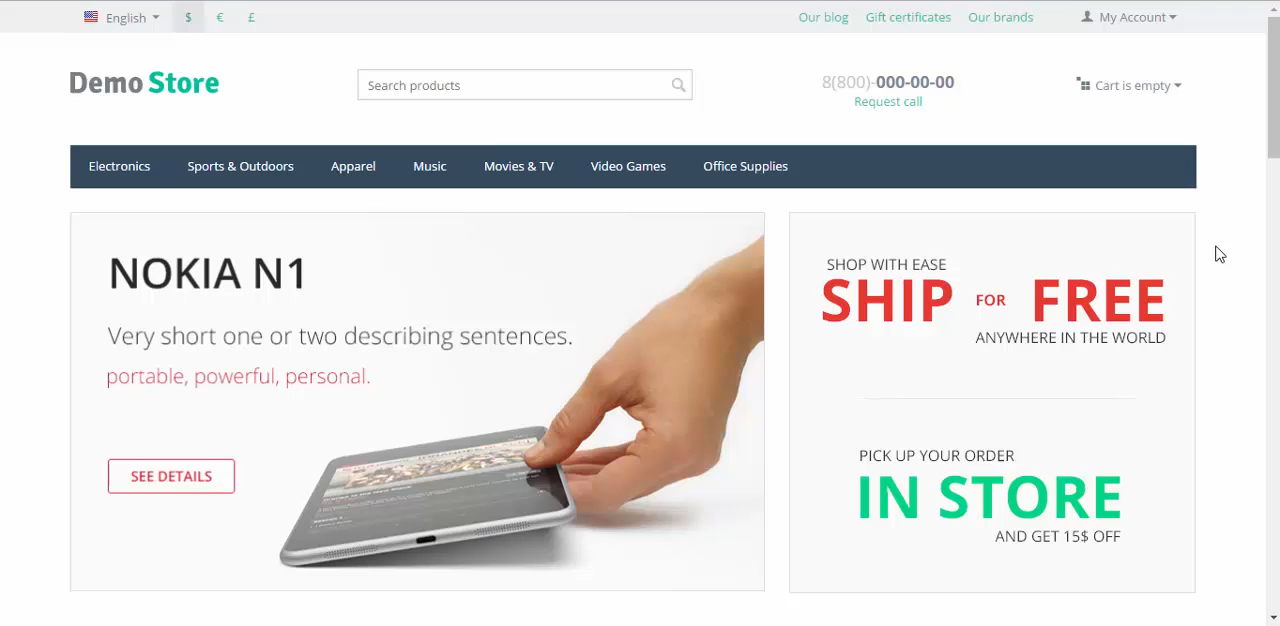 English $ € £ Our blog Gift certificates Our brands My Account
Demo Store Search products 8(800)-000-00-00 Cart is empty
Request call
Electronics Sports & Outdoors Apparel Music Movies & TV Video Games Office Supplies
NOKIA N1
Very short one or two describing sentences.
portable, powerful, personal.
SEE DETAILS
SHOP WITH EASE
SHIP FOR FREE
ANYWHERE IN THE WORLD
PICK UP YOUR ORDER
IN STORE
AND GET 15$ OFF